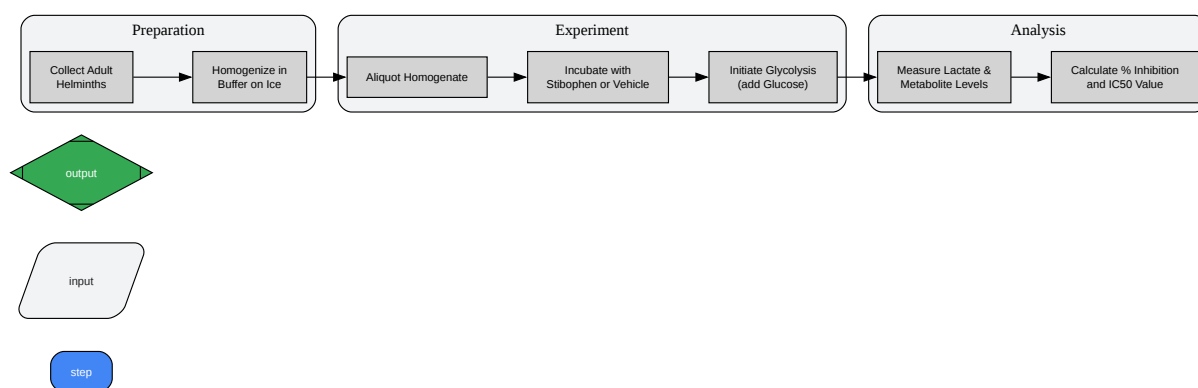 Preparation
Collect Adult
Helminths
Homogenize in
Buffer on Ice
Experiment
Aliquot Homogenate
Incubate with
Stibophen or Vehicle
Initiate Glycolysis
(add Glucose)
Analysis
Measure Lactate &
Metabolite Levels
Calculate % Inhibition
and IC50 Value
output
input
step